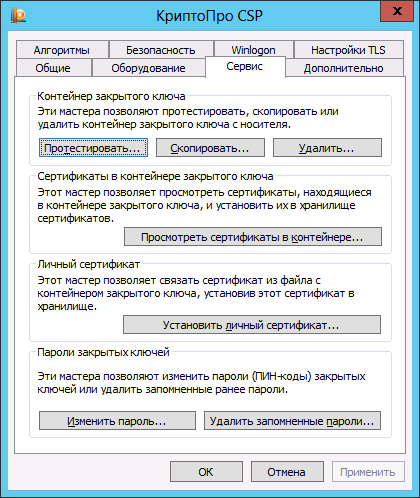 КриптоПро CSP
Алгоритмы Безопасность Winlogon Настройки TLS
Общие Оборудование Сервис Дополнительно
Контейнер закрытого ключа
Эти мастера позволяют протестировать, скопировать или
удалить контейнер закрытого ключа с носителя.
Протестировать... Скопировать... Удалить...
Сертификаты в контейнере закрытого ключа
Этот мастер позволяет просмотреть сертификаты, находящиеся
в контейнере закрытого ключа, и установить их в хранилище
сертификатов.
Просмотреть сертификаты в контейнере...
Личный сертификат
Этот мастер позволяет связать сертификат из файла с
контейнером закрытого ключа, установив этот сертификат в
хранилище.
Установить личный сертификат...
Пароли закрытых ключей
Эти мастера позволяют изменить пароли (ПИН-коды) закрытых
ключей или удалить запомненные ранее пароли.
Изменить пароль... Удалить запомненные пароли...
ОК Отмена Применить